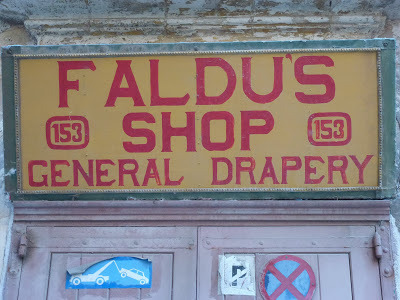 FALDU'S
153 SHOP 153
GENERAL DRAPERY